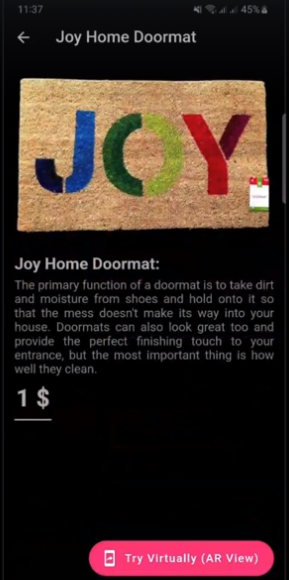 11:37
45%
Joy Home Doormat
JOY
Joy Home Doormat:
The primary function of a doormat is to take dirt
and moisture from shoes and hold onto it so
that the mess doesn't make its way into your
house. Doormats can also look great too and
provide the perfect finishing touch to your
entrance, but the most important thing is how
well they clean.
1 $
Try Virtually (AR View)